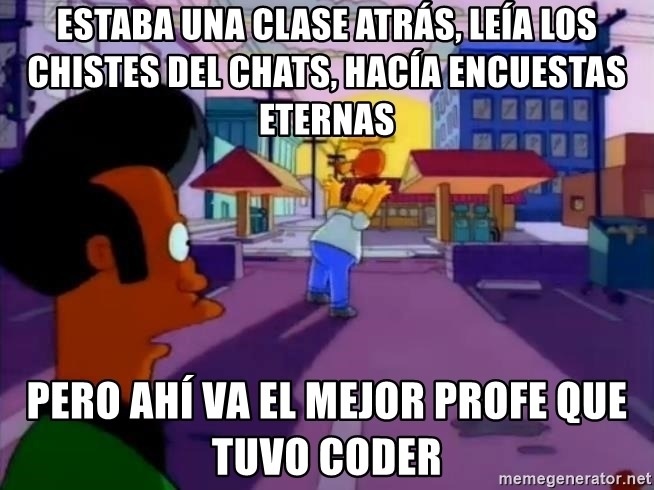 ESTABA UNA CLASE ATRÁS, LEÍA LOS
CHISTES DEL CHATS, HACÍA ENCUESTAS
ETERNAS
PERO AHÍ VA EL MEJOR PROFE QUE
TUVO CODER
memegenerator.net